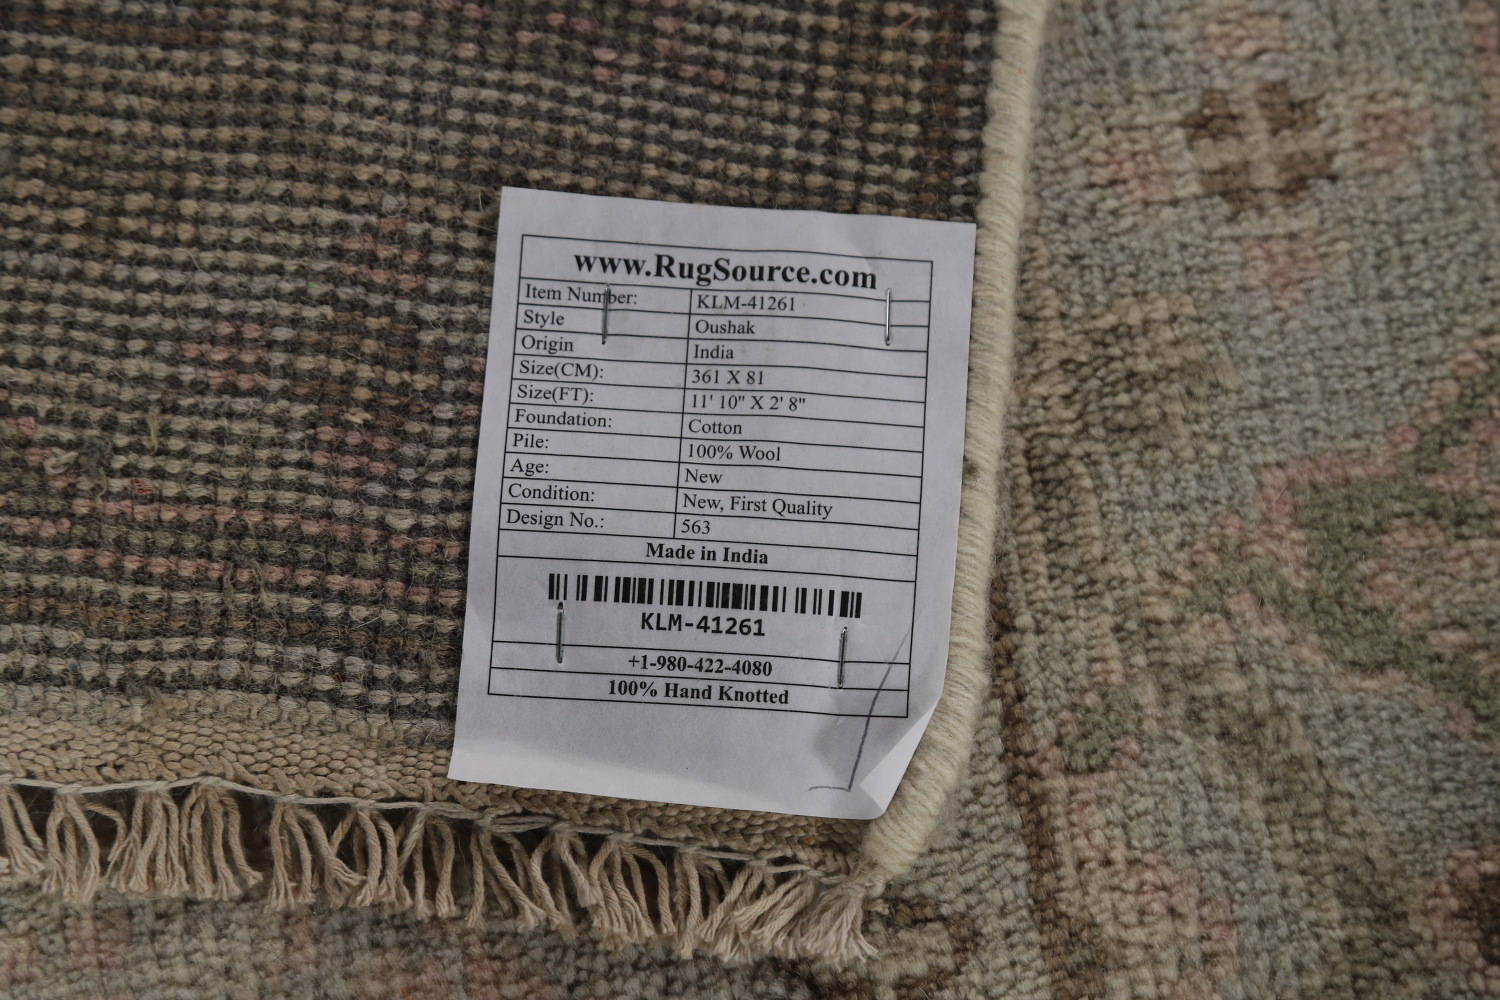 www.RugSource.com
Item Number: KLM-41261
Style Oushak
Origin India
Size(CM): 361 X 81
Size(FT): 11' 10" X 2' 8"
Foundation: Cotton
Pile: 100% Wool
Age: New
Condition: New, First Quality
Design No.: 563
Made in India
KLM-41261
+1-980-422-4080
100% Hand Knotted